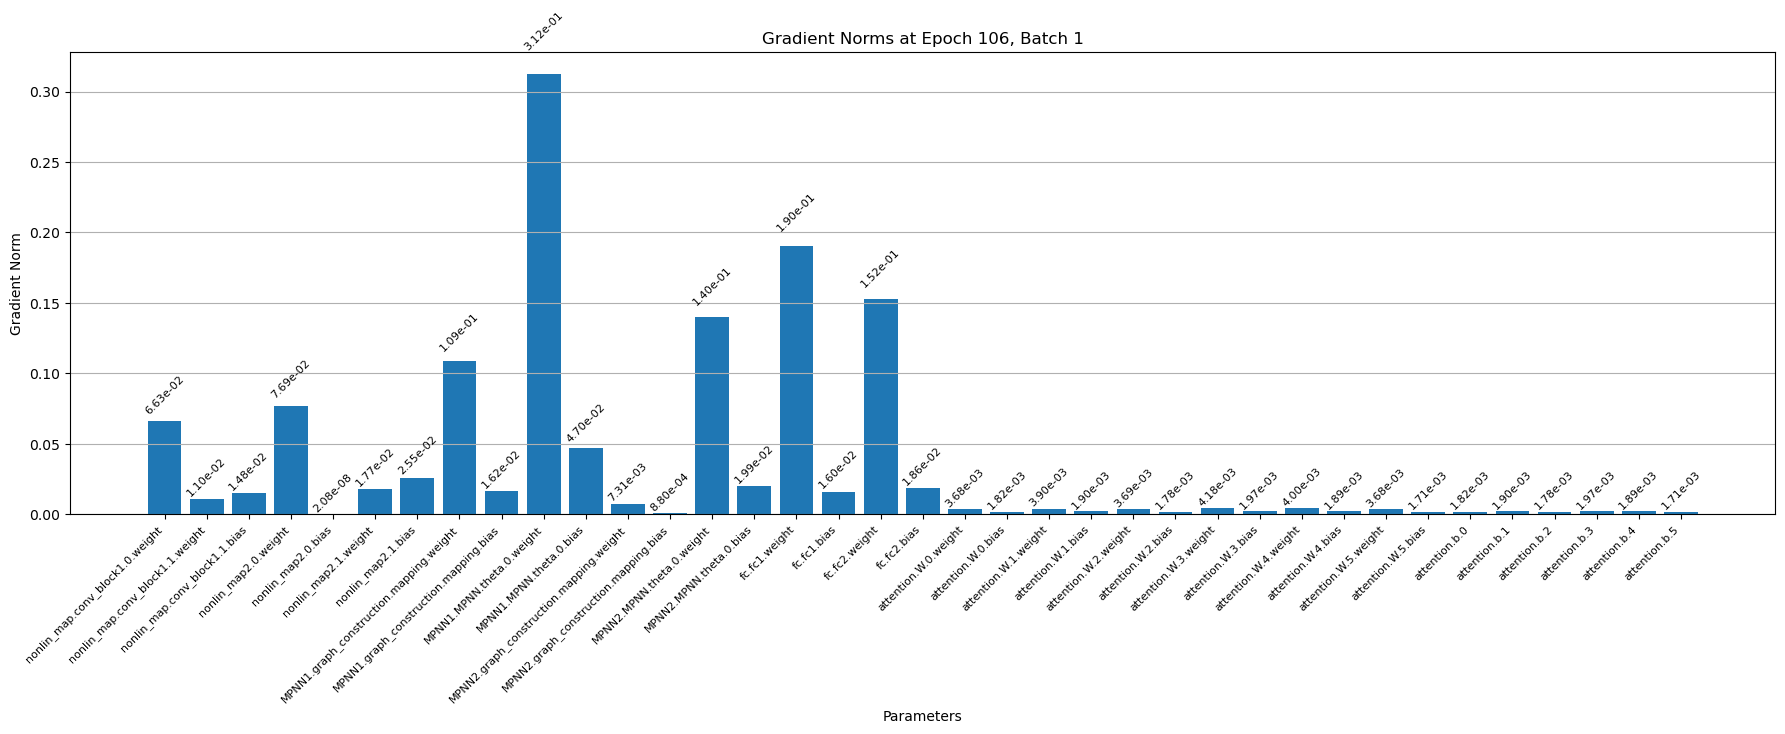 Gradient Norms at Epoch 106, Batch 1
Gradient Norm
0.30
0.25
0.20
0.15
0.10
0.05
0.00
6.63e-02
1.10e-02
1.48e-02
7.69e-02
2.08e-08
1.77e-02
2.55e-02
1.09e-01
1.62e-02
3.12e-01
4.70e-02
7.31e-03
8.80e-04
1.40e-01
1.99e-02
1.90e-01
1.60e-02
1.52e-01
1.86e-02
3.68e-03
1.82e-03
3.90e-03
1.90e-03
3.69e-03
1.78e-03
4.18e-03
1.97e-03
4.00e-03
1.89e-03
3.68e-03
1.71e-03
1.82e-03
1.90e-03
1.78e-03
1.97e-03
1.89e-03
1.71e-03
nonlin_map.conv_block1.0.weight
nonlin_map.conv_block1.1.weight
nonlin_map.conv_block1.1.bias
nonlin_map2.0.weight
nonlin_map2.0.bias
nonlin_map2.1.weight
nonlin_map2.1.bias
MPNN1.graph_construction.mapping.weight
MPNN1.graph_construction.mapping.bias
MPNN1.MPNN.theta.0.weight
MPNN1.MPNN.theta.0.bias
MPNN2.graph_construction.mapping.weight
MPNN2.graph_construction.mapping.bias
MPNN2.MPNN.theta.0.weight
MPNN2.MPNN.theta.0.bias
fc.fc1.weight
fc.fc1.bias
fc.fc2.weight
fc.fc2.bias
attention.W.0.weight
attention.W.0.bias
attention.W.1.weight
attention.W.1.bias
attention.W.2.weight
attention.W.2.bias
attention.W.3.weight
attention.W.3.bias
attention.W.4.weight
attention.W.4.bias
attention.W.5.weight
attention.W.5.bias
attention.b.0
attention.b.1
attention.b.2
attention.b.3
attention.b.4
attention.b.5
Parameters